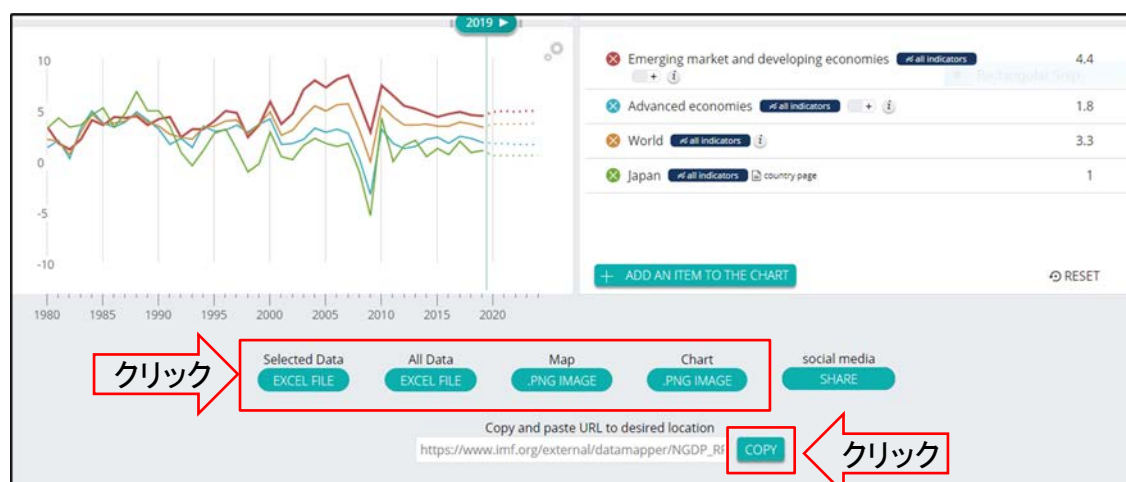 2019
10
5
0
-5
-10
1980 1985 1990 1995 2000 2005 2010 2015 2020
Emerging market and developing economies all indicators 4.4
+ i
Rectangular Snip
Advanced economies all indicators + i 1.8
World all indicators i 3.3
Japan all indicators country page 1
+ ADD AN ITEM TO THE CHART RESET
クリック
Selected Data All Data Map Chart social media
EXCEL FILE EXCEL FILE .PNG IMAGE .PNG IMAGE SHARE
Copy and paste URL to desired location
https://www.imf.org/external/datamapper/NGDP_RP COPY
クリック